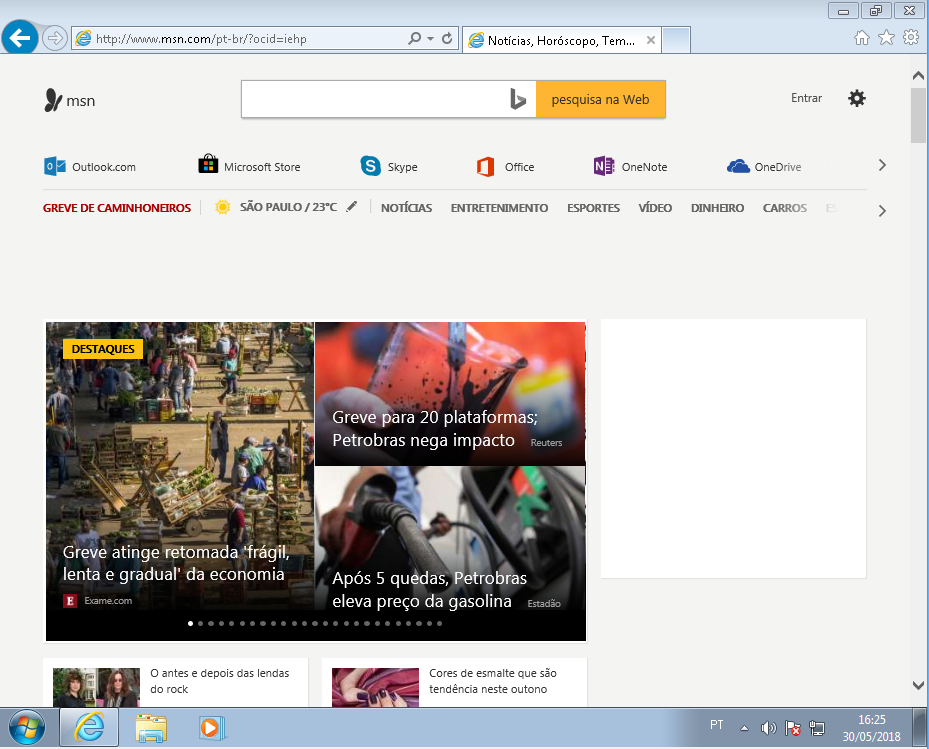 http://www.msn.com/pt-br/?ocid=iehp
Notícias, Horóscopo, Tem...
msn
pesquisa na Web
Entrar
Outlook.com
Microsoft Store
Skype
Office
OneNote
OneDrive
GREVE DE CAMINHONEIROS
SÃO PAULO / 23°C
NOTÍCIAS
ENTRETENIMENTO
ESPORTES
VÍDEO
DINHEIRO
CARROS
DESTAQUES
Greve atinge retomada 'frágil,
lenta e gradual' da economia
E Exame.com
Greve para 20 plataformas;
Petrobras nega impacto Reuters
Após 5 quedas, Petrobras
eleva preço da gasolina Estadão
O antes e depois das lendas
do rock
Cores de esmalte que são
tendência neste outono
PT
16:25
30/05/2018